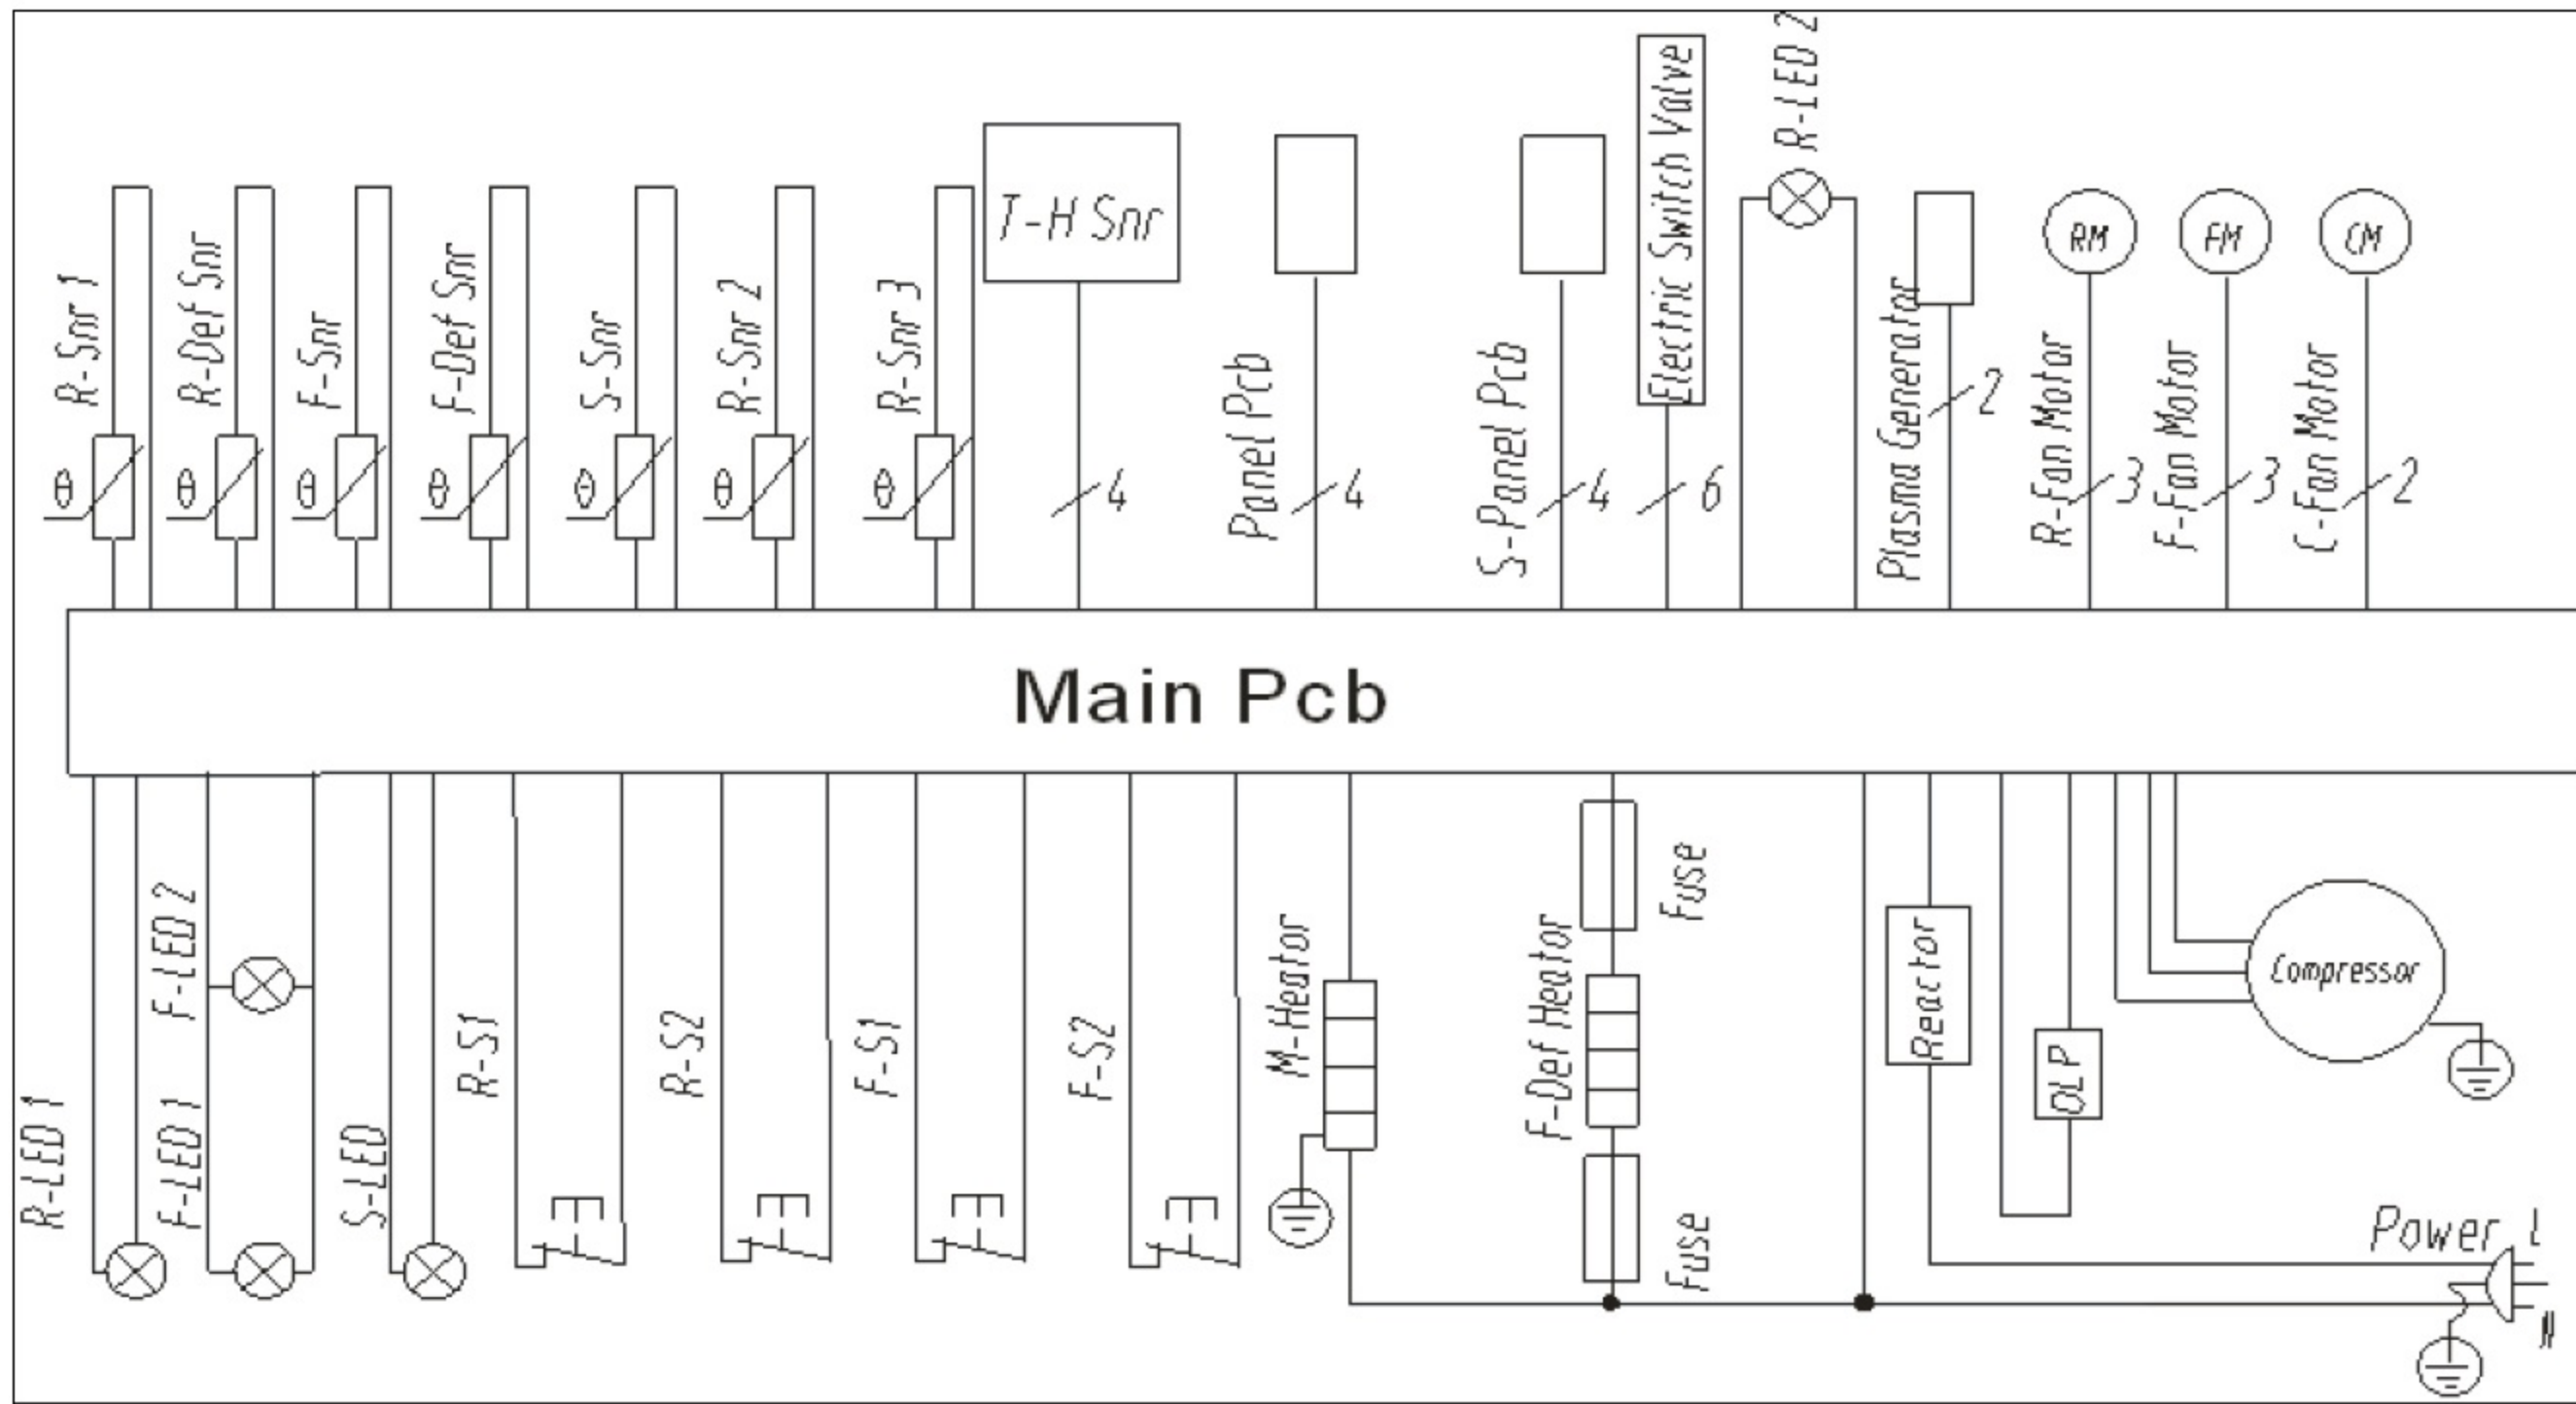 R-Snr 1
R-Def Snr
F-Snr
F-Def Snr
S-Snr
R-Snr 2
R-Snr 3
T-H Snr
Panel Pcb
S-Panel Pcb
Electric Switch Valve
R-LED 2
Plasma Generator
R-Fan Motor
F-Fan Motor
C-Fan Motor
RM
FM
CM
θ
θ
θ
θ
θ
θ
θ
4
4
4
6
2
3
3
2
Main Pcb
R-LED 1
F-LED 2
F-LED 1
S-LED
R-S1
R-S2
F-S1
F-S2
M-Heator
F-Def Heator
Fuse
Fuse
Reactor
OLP
Compressor
Power
L
N